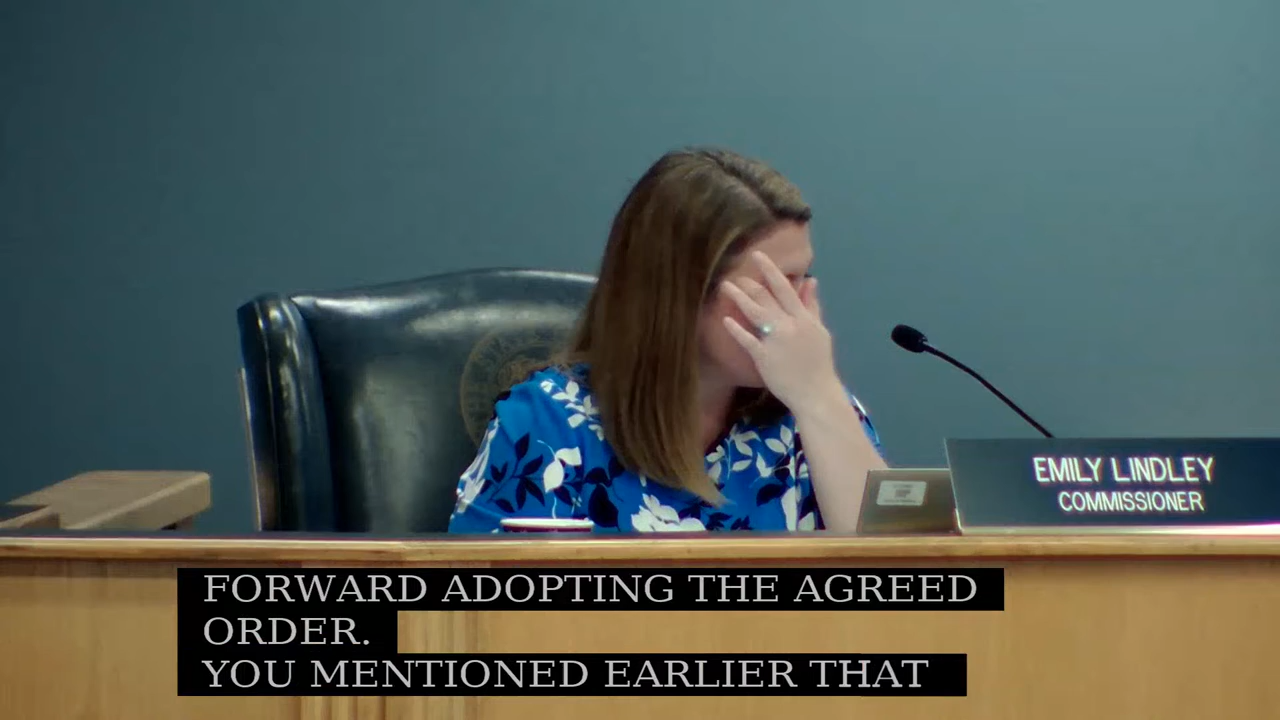 EMILY LINDLEY
COMMISSIONER
FORWARD ADOPTING THE AGREED
ORDER.
YOU MENTIONED EARLIER THAT